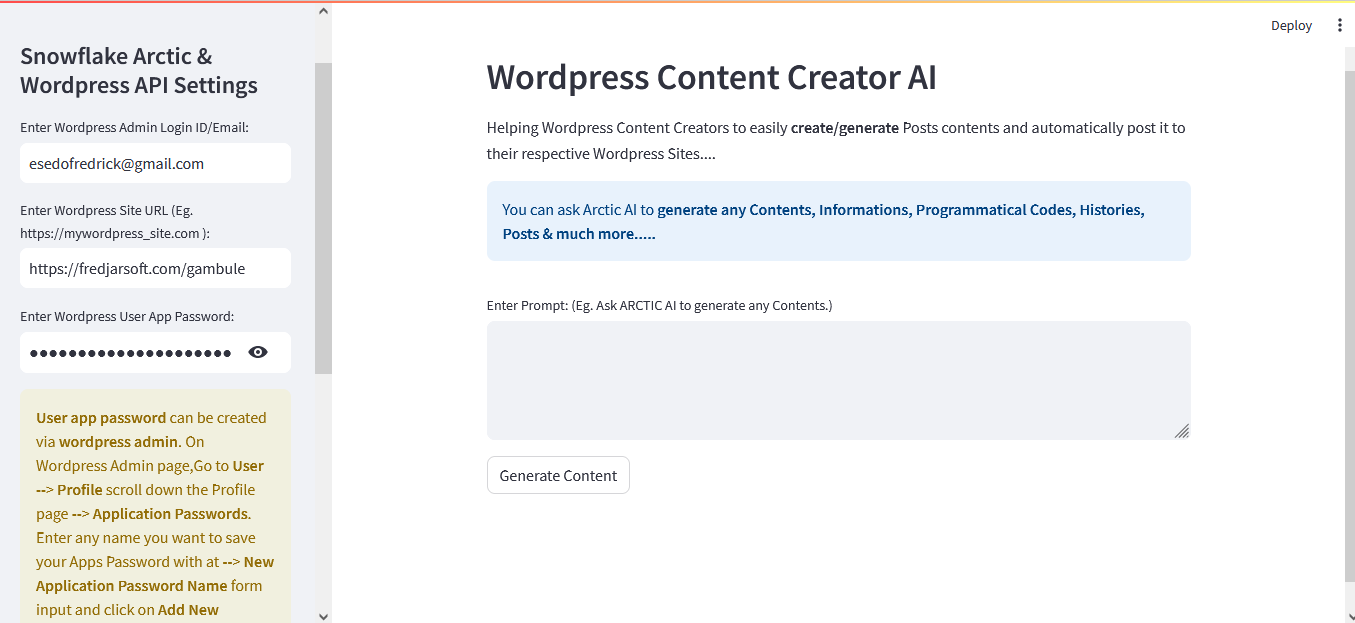 Snowflake Arctic &
Wordpress API Settings
Enter Wordpress Admin Login ID/Email:
esedofredrick@gmail.com
Enter Wordpress Site URL (Eg.
https://mywordpress_site.com ):
https://fredjarsoft.com/gambule
Enter Wordpress User App Password:
User app password can be created
via wordpress admin. On
Wordpress Admin page,Go to User
--> Profile scroll down the Profile
page --> Application Passwords.
Enter any name you want to save
your Apps Password with at --> New
Application Password Name form
input and click on Add New
Deploy
Wordpress Content Creator AI
Helping Wordpress Content Creators to easily create/generate Posts contents and automatically post it to
their respective Wordpress Sites....
You can ask Arctic AI to generate any Contents, Informations, Programmatical Codes, Histories,
Posts & much more.....
Enter Prompt: (Eg. Ask ARCTIC AI to generate any Contents.)
Generate Content